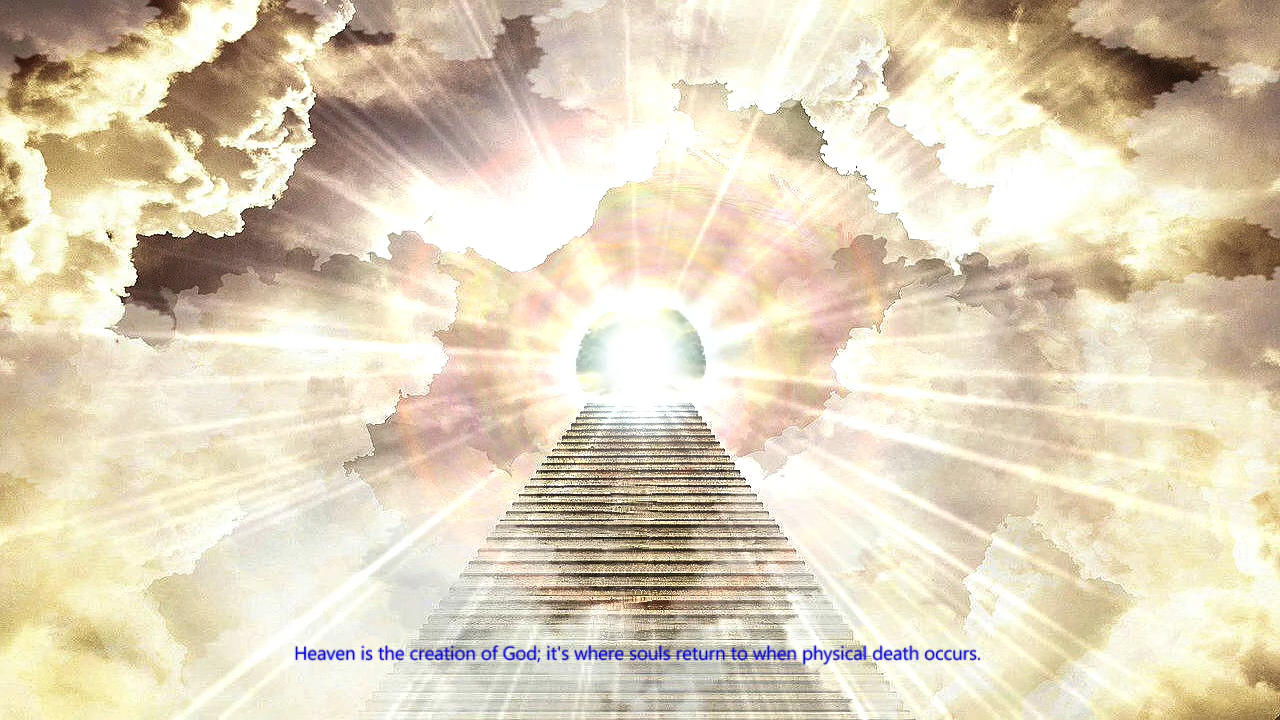 Heaven is the creation of God; it's where souls return to when physical death occurs.